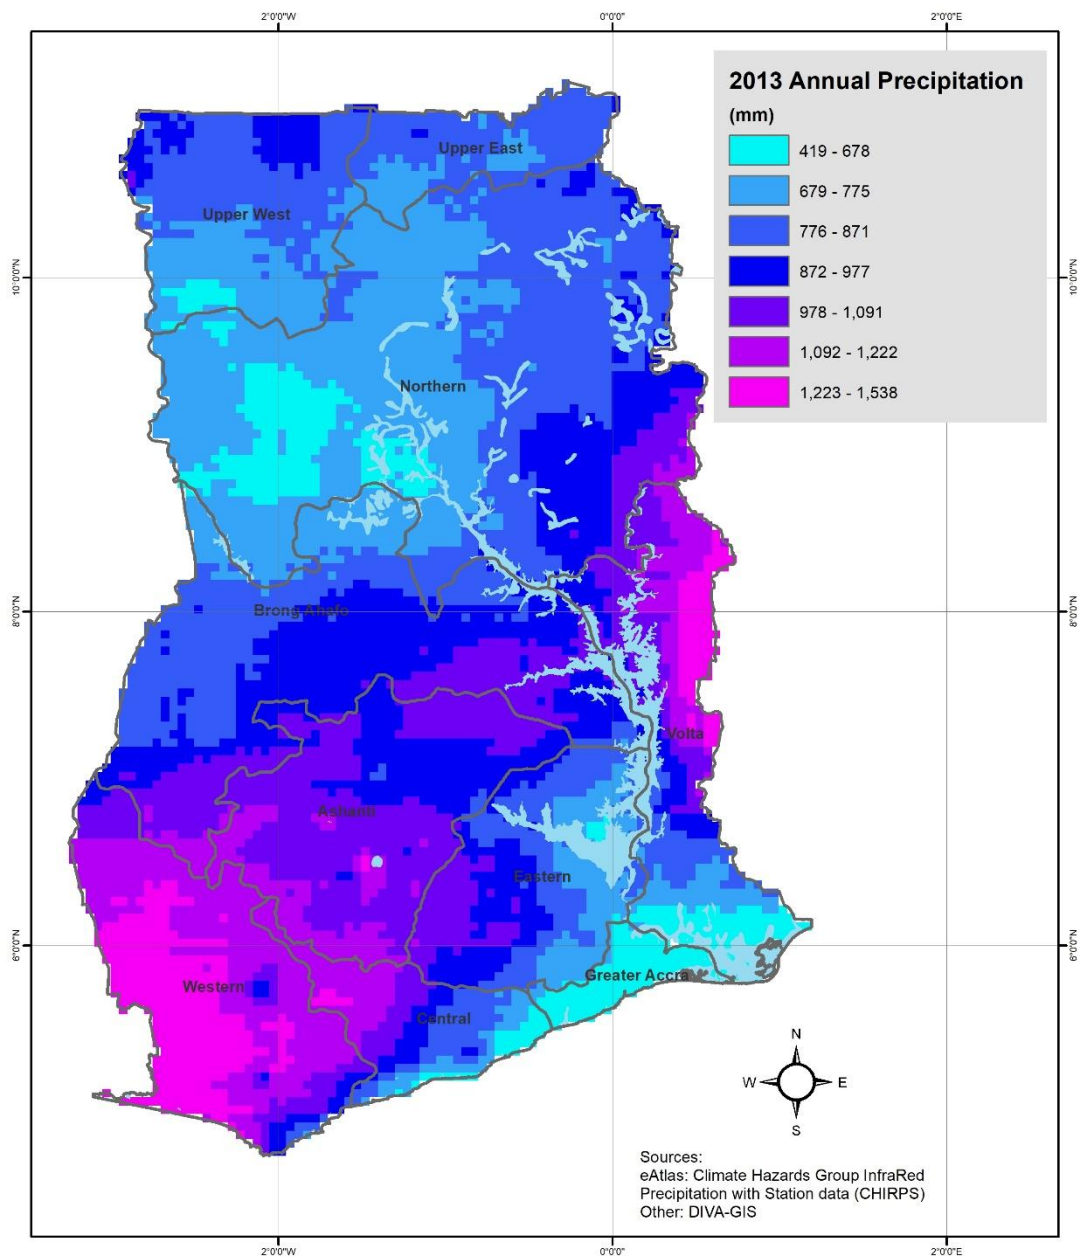 2°0'0"W 0°0'0" 2°0'0"E
2013 Annual Precipitation
(mm)
419 - 678
679 - 775
776 - 871
872 - 977
978 - 1,091
1,092 - 1,222
1,223 - 1,538
Upper East
Upper West
10°0'0"N 10°0'0"N
Northern
8°0'0"N 8°0'0"N
Brong Ahafo
Volta
Ashanti
Eastern
6°0'0"N 6°0'0"N
Greater Accra
Western
Central
N
W E
S
Sources:
eAtlas: Climate Hazards Group InfraRed
Precipitation with Station data (CHIRPS)
Other: DIVA-GIS
2°0'0"W 0°0'0" 2°0'0"E